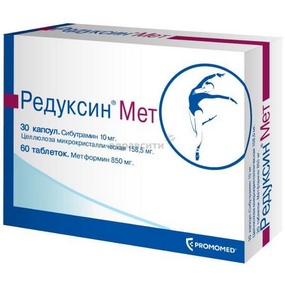 Редуксин® Мет
30 капсул. Сибутрамин 10 мг.
Целлюлоза микрокристаллическая 158,5 мг.
60 таблеток. Метформин 850 мг.
PROMOMED®
Редуксин Мет